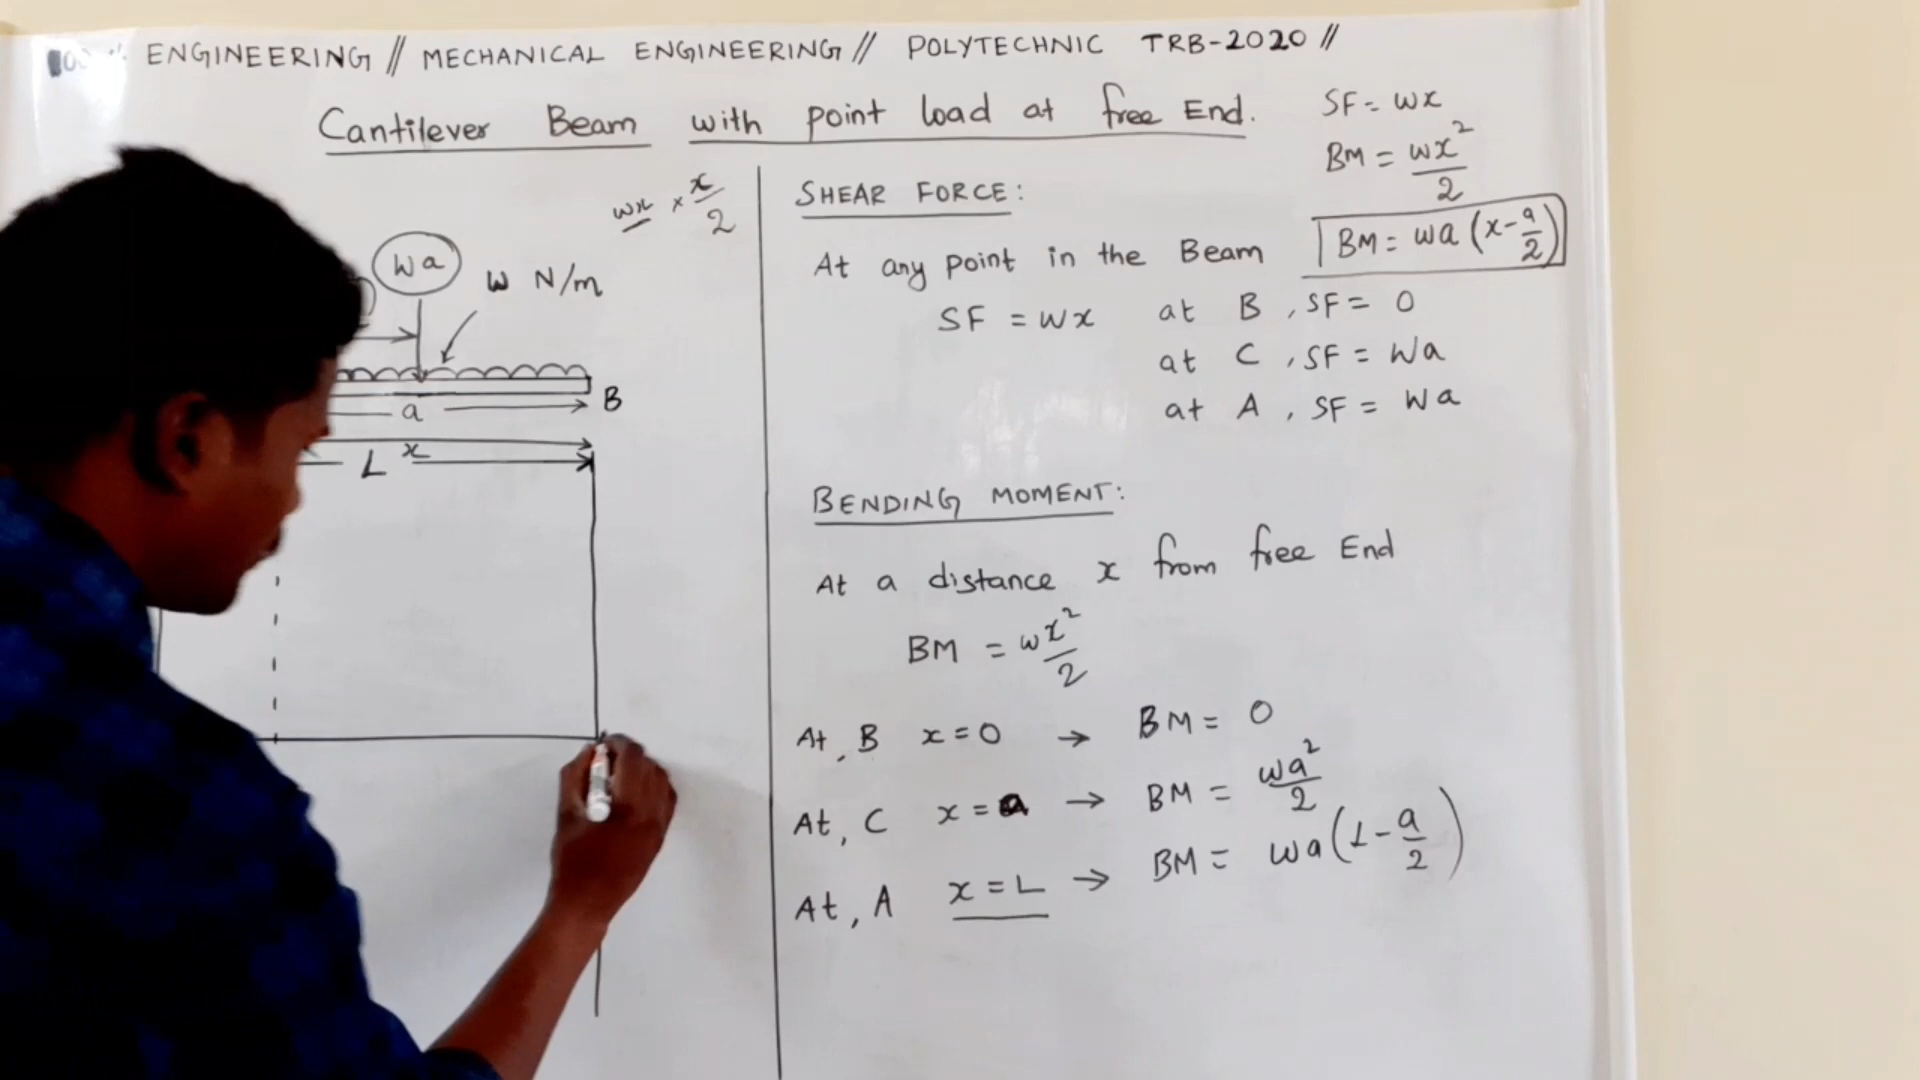 ENGINEERING // MECHANICAL ENGINEERING // POLYTECHNIC TRB-2020 //
Cantilever Beam with point load at free End.
SF = wx
BM = wx²/2
BM = wa (x - a/2)
wx × x/2
Wa
w N/m
a
B
L x
SHEAR FORCE:
At any point in the Beam
SF = wx at B, SF = 0
at C, SF = Wa
at A, SF = Wa
BENDING MOMENT:
At a distance x from free End
BM = wx²/2
At, B x = 0 → BM = 0
At, C x = a → BM = wa²/2
At, A x = L → BM = wa (L - a/2)